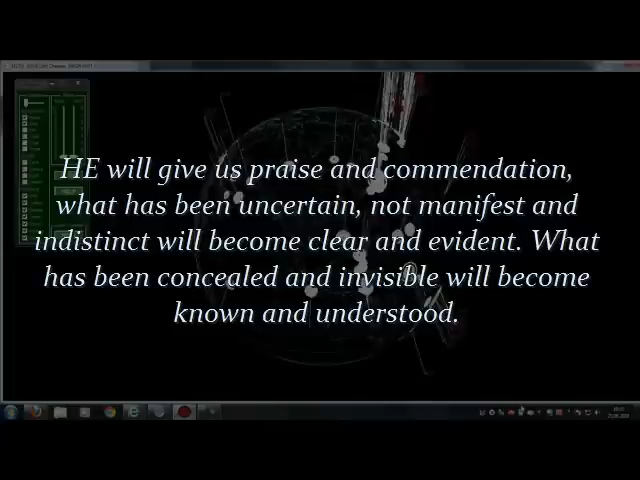 HE will give us praise and commendation,
what has been uncertain, not manifest and
indistinct will become clear and evident. What
has been concealed and invisible will become
known and understood.